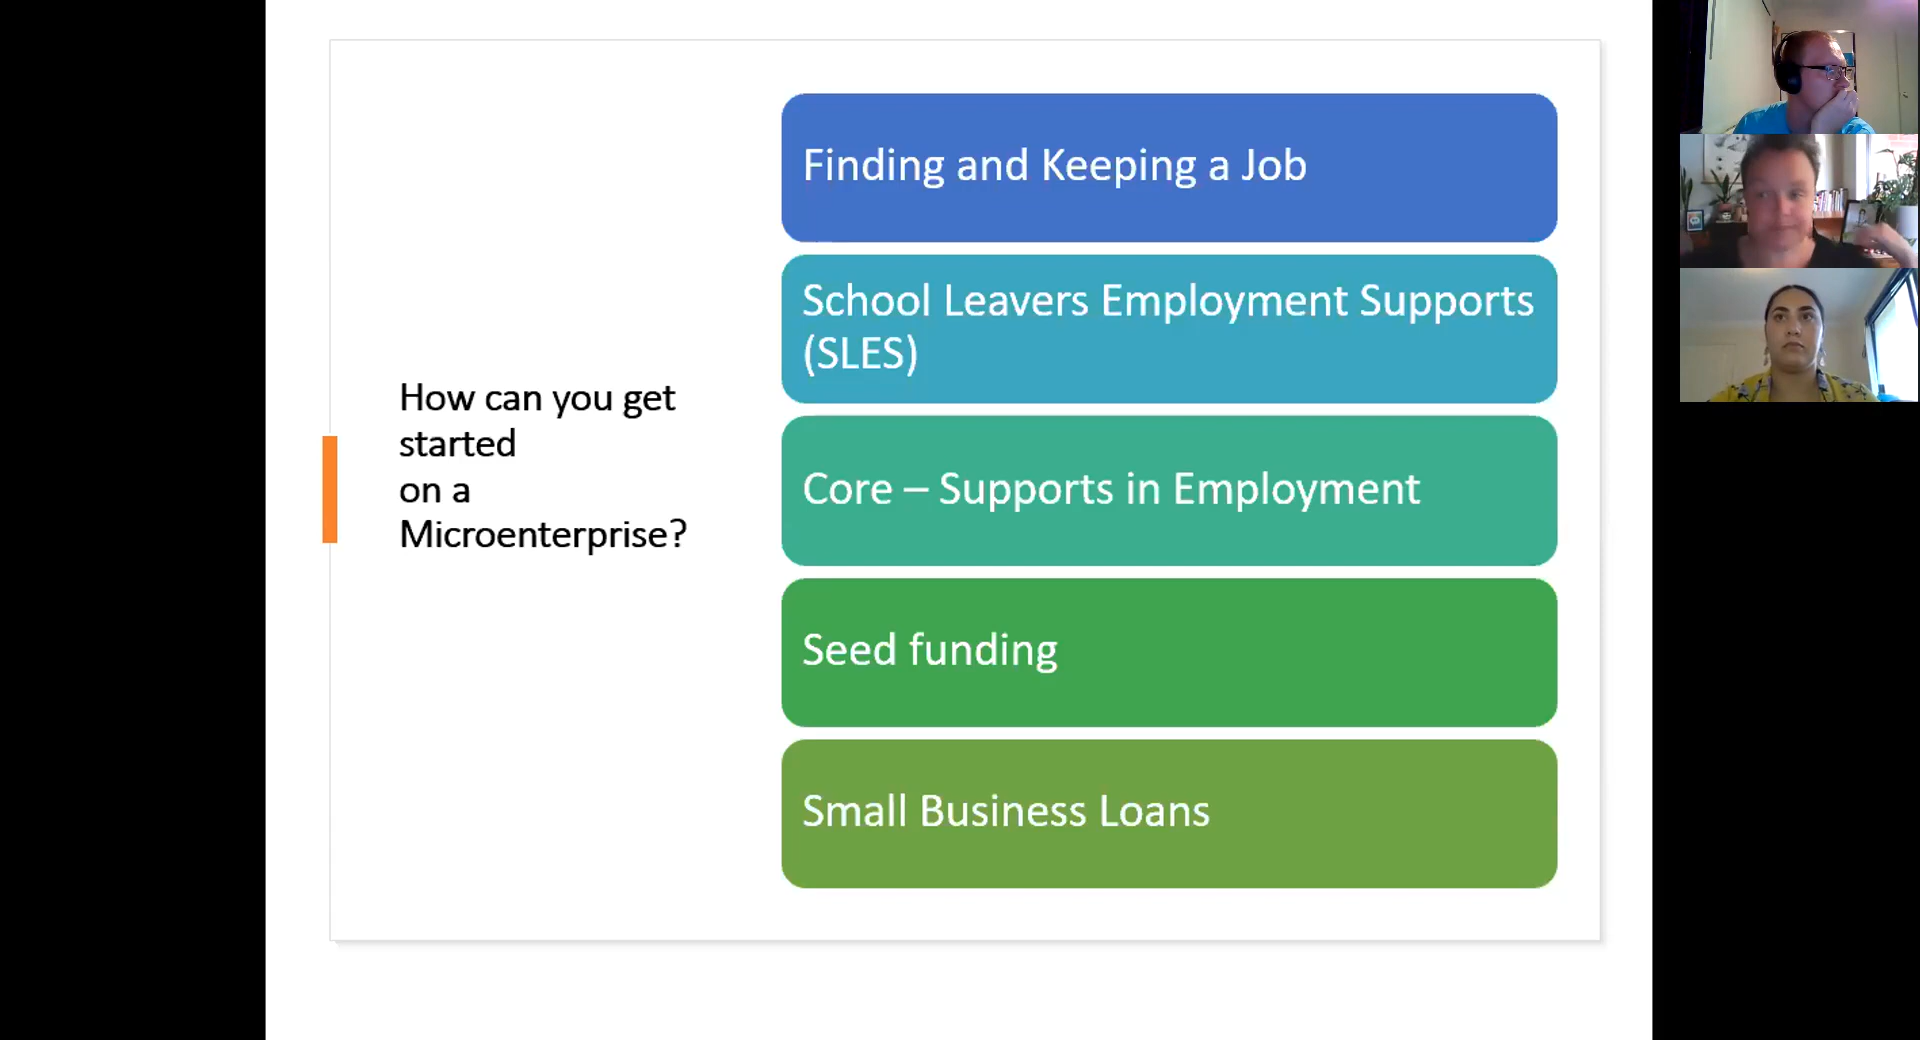 How can you get
started
on a
Microenterprise?
Finding and Keeping a Job
School Leavers Employment Supports
(SLES)
Core – Supports in Employment
Seed funding
Small Business Loans